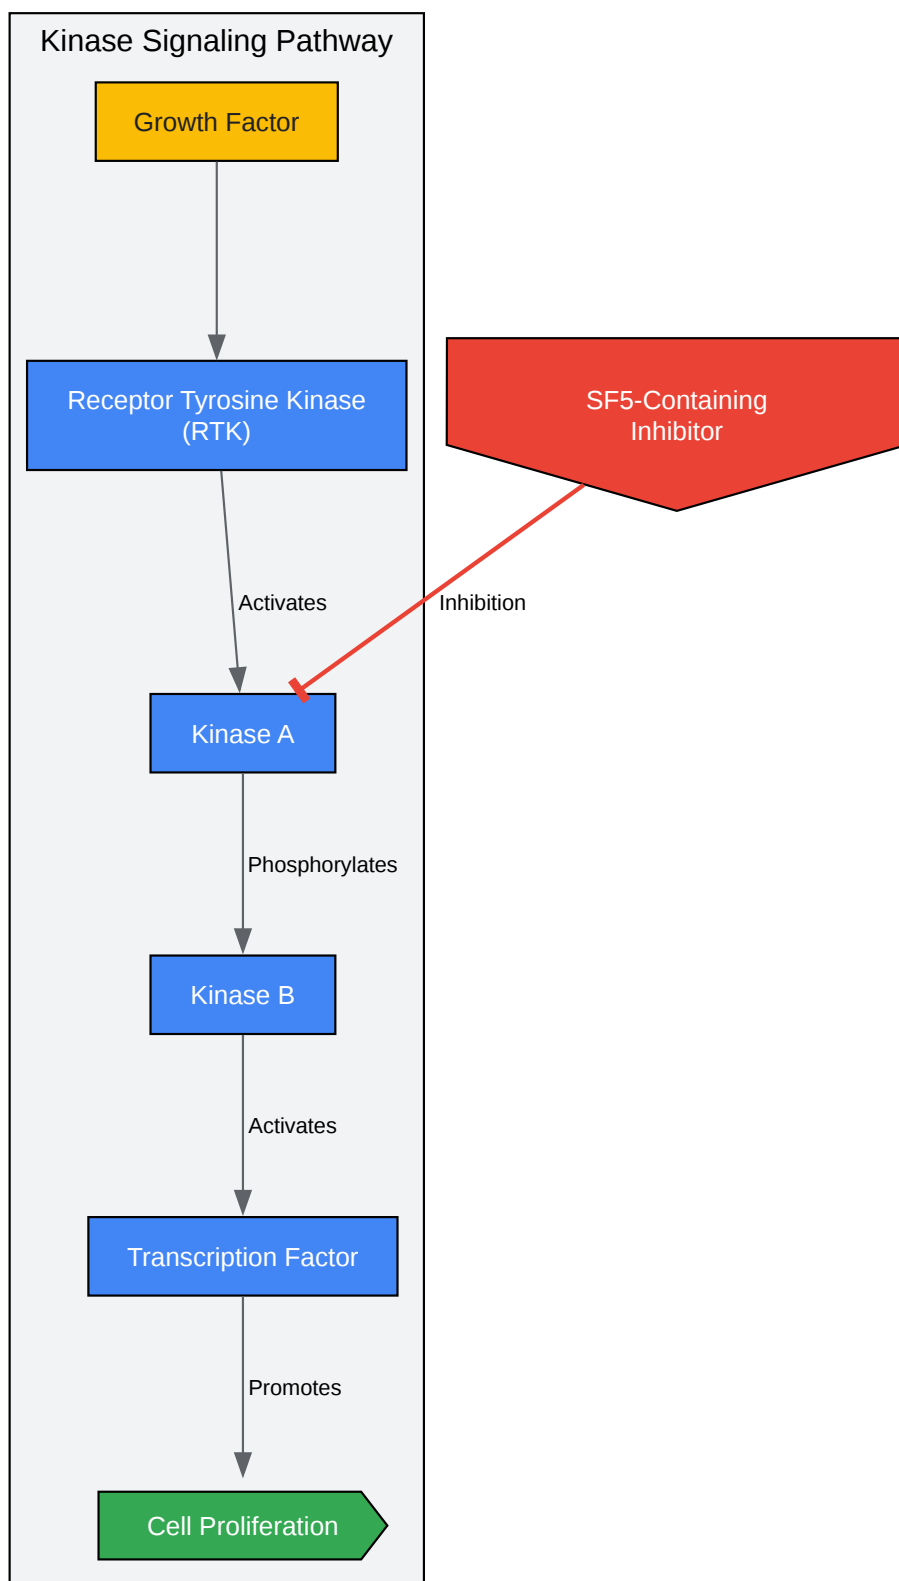 Kinase Signaling Pathway
Growth Factor
Receptor Tyrosine Kinase
(RTK)
SF5-Containing
Inhibitor
Activates
Inhibition
Kinase A
Phosphorylates
Kinase B
Activates
Transcription Factor
Promotes
Cell Proliferation